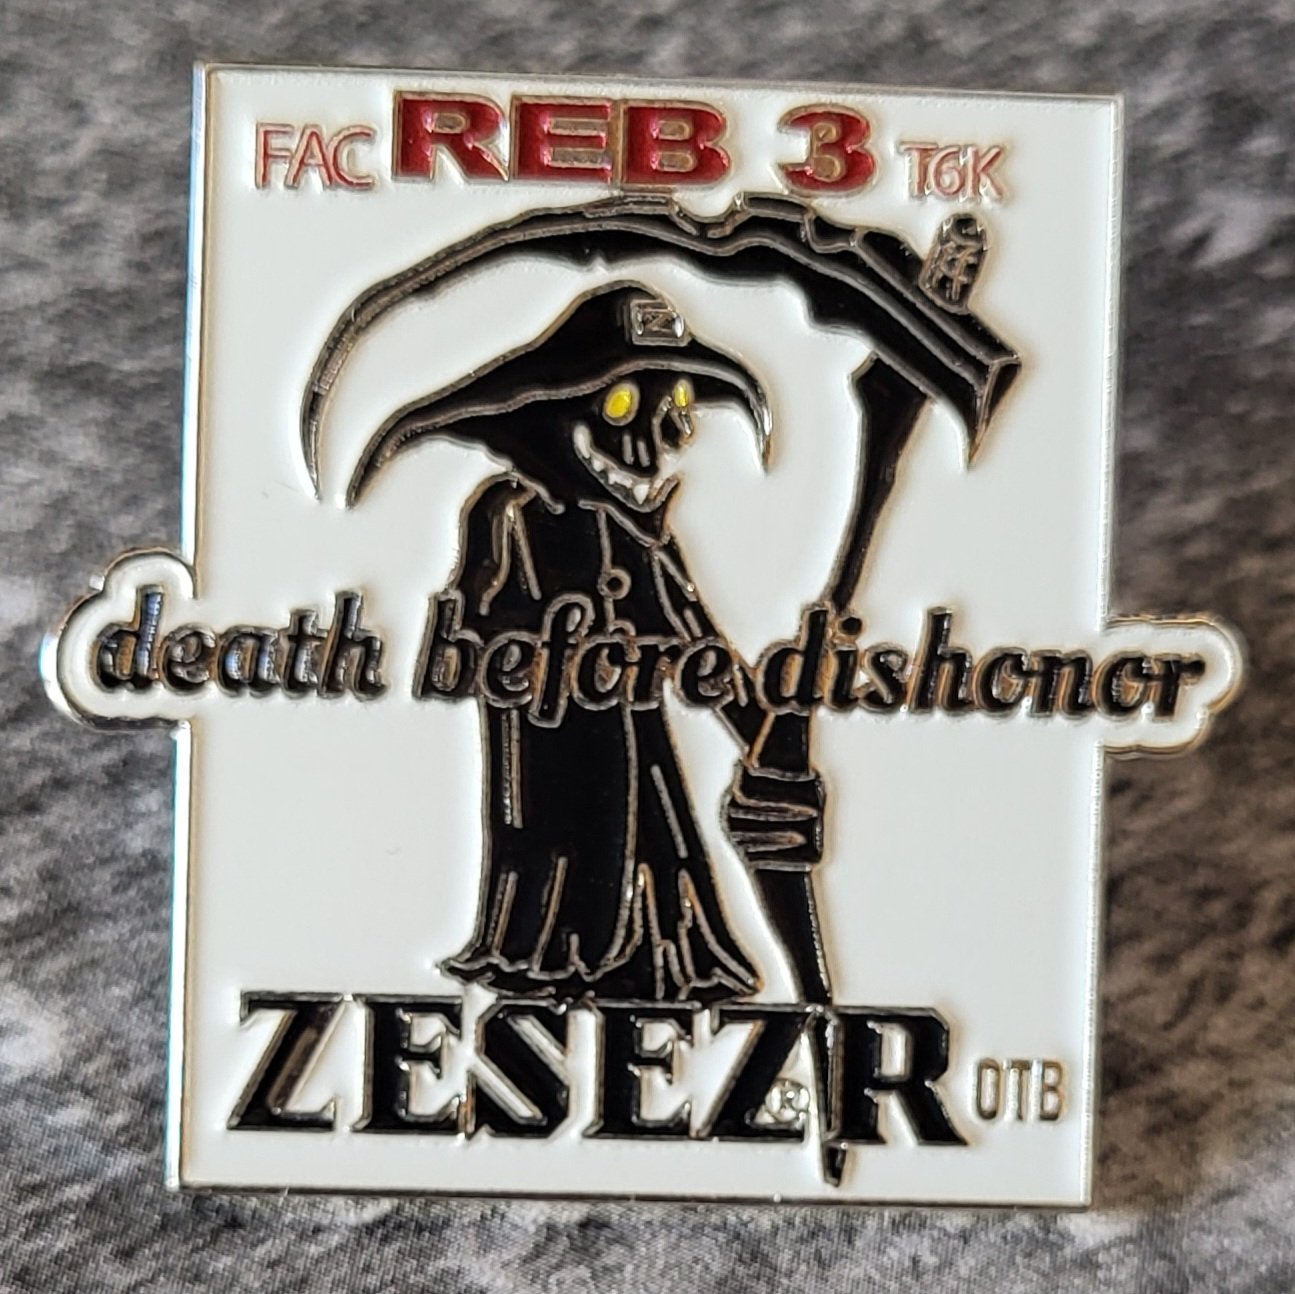 FAC REB 3 T6K
Z
death before dishonor
ZESEZR OTB
®